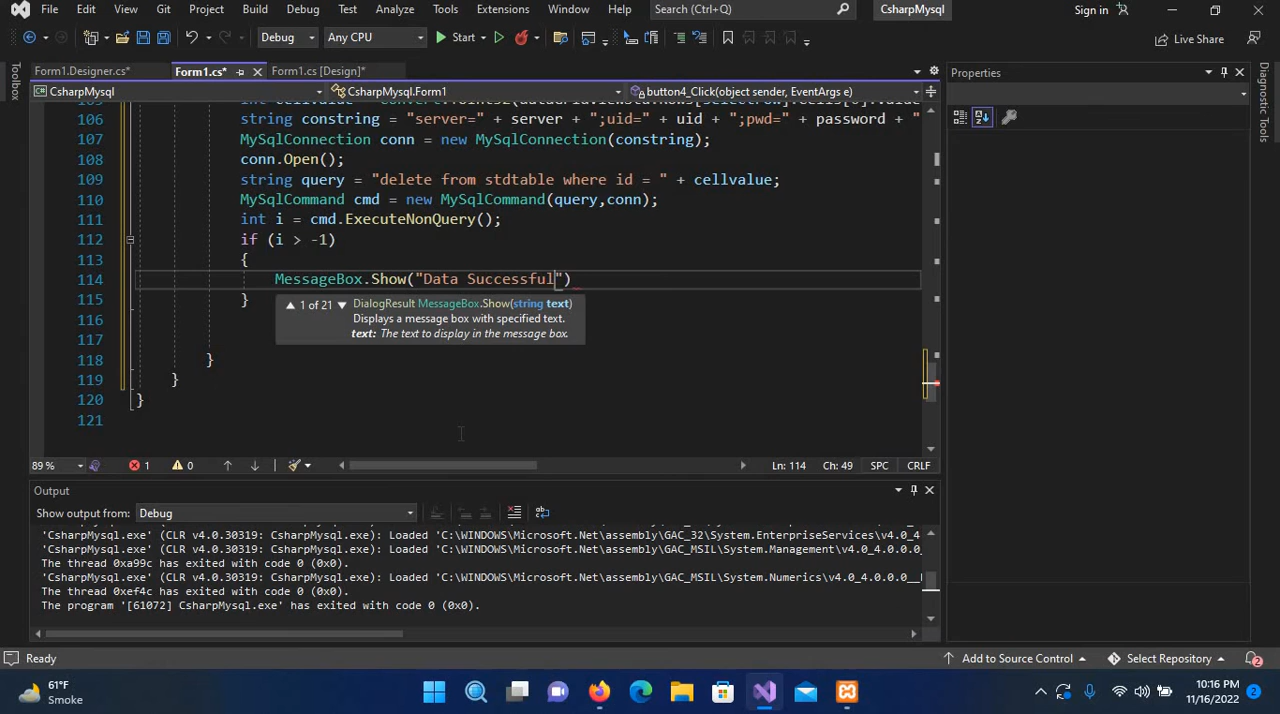 File Edit View Git Project Build Debug Test Analyze Tools Extensions Window Help Search (Ctrl+Q) CsharpMysql Sign in
Debug Any CPU Start Live Share
Toolbox
Form1.Designer.cs* Form1.cs* Form1.cs [Design]*
Properties
Diagnostic Tools
CsharpMysql CsharpMysql.Form1 button4_Click(object sender, EventArgs e)
106 string constring = "server=" + server + ";uid=" + uid + ";pwd=" + password + "
107 MySqlConnection conn = new MySqlConnection(constring);
108 conn.Open();
109 string query = "delete from stdtable where id = " + cellvalue;
110 MySqlCommand cmd = new MySqlCommand(query,conn);
111 int i = cmd.ExecuteNonQuery();
112 if (i > -1)
113 {
114 MessageBox.Show("Data Successful")
115 }
1 of 21 DialogResult MessageBox.Show(string text)
Displays a message box with specified text.
text: The text to display in the message box.
116
117
118 }
119 }
120 }
121
89 % 1 0 Ln: 114 Ch: 49 SPC CRLF
Output
Show output from: Debug
'CsharpMysql.exe' (CLR v4.0.30319: CsharpMysql.exe): Loaded 'C:\WINDOWS\Microsoft.Net\assembly\GAC_32\System.EnterpriseServices\v4.0_4
'CsharpMysql.exe' (CLR v4.0.30319: CsharpMysql.exe): Loaded 'C:\WINDOWS\Microsoft.Net\assembly\GAC_MSIL\System.Management\v4.0_4.0.0.0_
The thread 0xa99c has exited with code 0 (0x0).
'CsharpMysql.exe' (CLR v4.0.30319: CsharpMysql.exe): Loaded 'C:\WINDOWS\Microsoft.Net\assembly\GAC_MSIL\System.Numerics\v4.0_4.0.0.0__
The thread 0xef4c has exited with code 0 (0x0).
The program '[61072] CsharpMysql.exe' has exited with code 0 (0x0).
Ready Add to Source Control Select Repository 2
61°F
Smoke
10:16 PM
11/16/2022 2